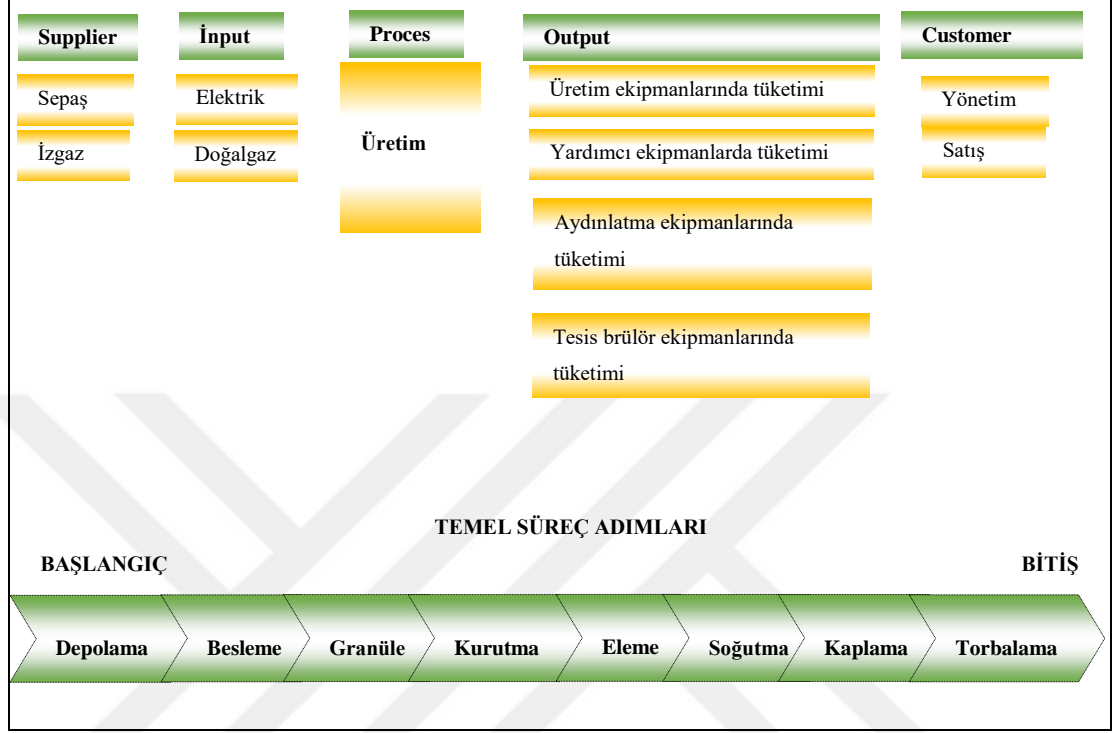 Supplier
İnput
Proces
Output
Customer
Sepaş
İzgaz
Elektrik
Doğalgaz
Üretim
Üretim ekipmanlarında tüketimi
Yardımcı ekipmanlarda tüketimi
Aydınlatma ekipmanlarında
tüketimi
Tesis brülör ekipmanlarında
tüketimi
Yönetim
Satış
TEMEL SÜREÇ ADIMLARI
BAŞLANGIÇ
BİTİŞ
Depolama
Besleme
Granüle
Kurutma
Eleme
Soğutma
Kaplama
Torbalama